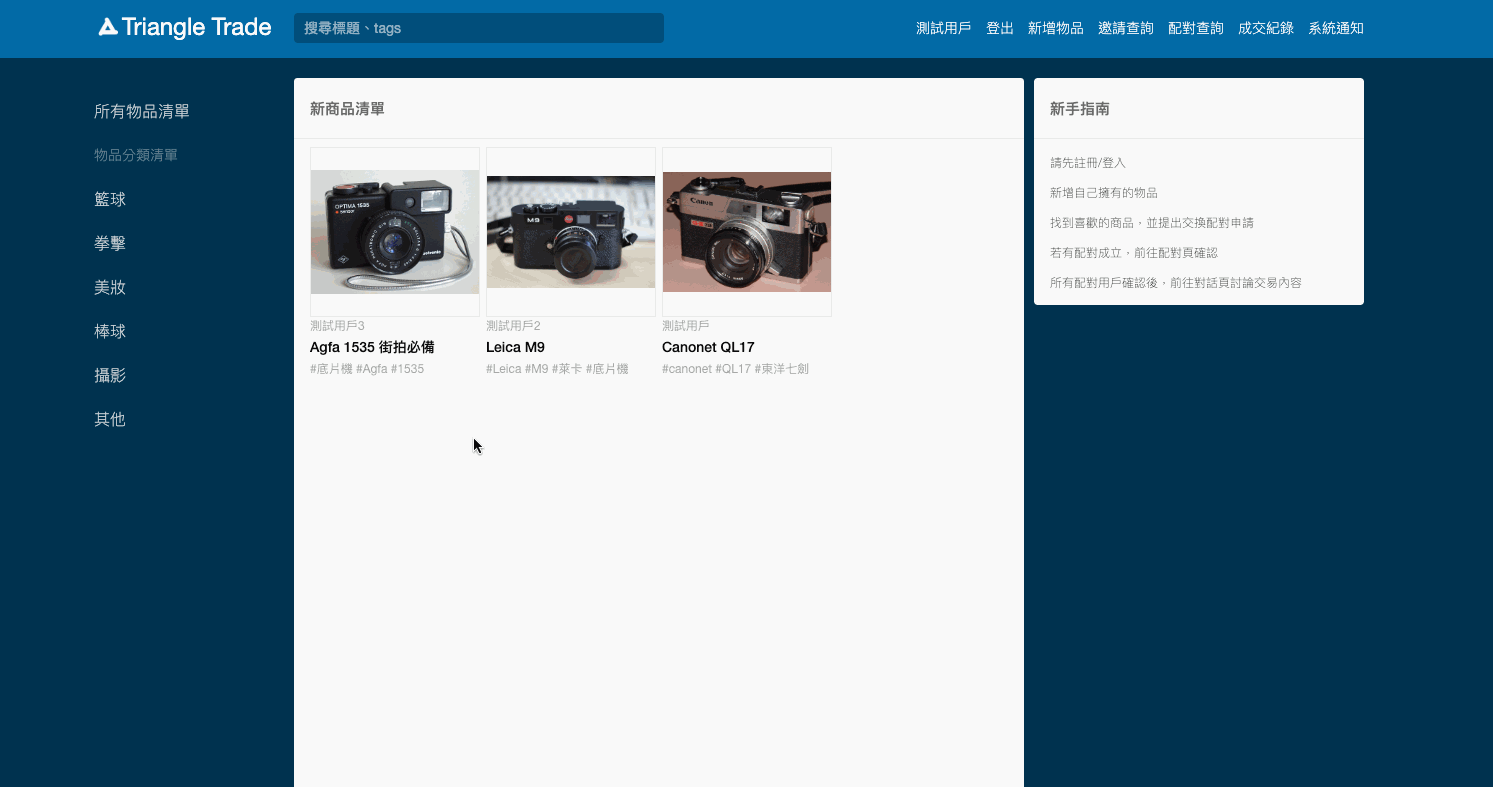 Triangle Trade
搜尋標題、tags
測試用戶 登出 新增物品 邀請查詢 配對查詢 成交紀錄 系統通知
所有物品清單
物品分類清單
籃球
拳擊
美妝
棒球
攝影
其他
新商品清單
OPTIMA 1535
sensor
M9
Canon
測試用戶3
Agfa 1535 街拍必備
#底片機 #Agfa #1535
測試用戶2
Leica M9
#Leica #M9 #萊卡 #底片機
測試用戶
Canonet QL17
#canonet #QL17 #東洋七劍
新手指南
請先註冊/登入
新增自己擁有的物品
找到喜歡的商品，並提出交換配對申請
若有配對成立，前往配對頁確認
所有配對用戶確認後，前往對話頁討論交易內容